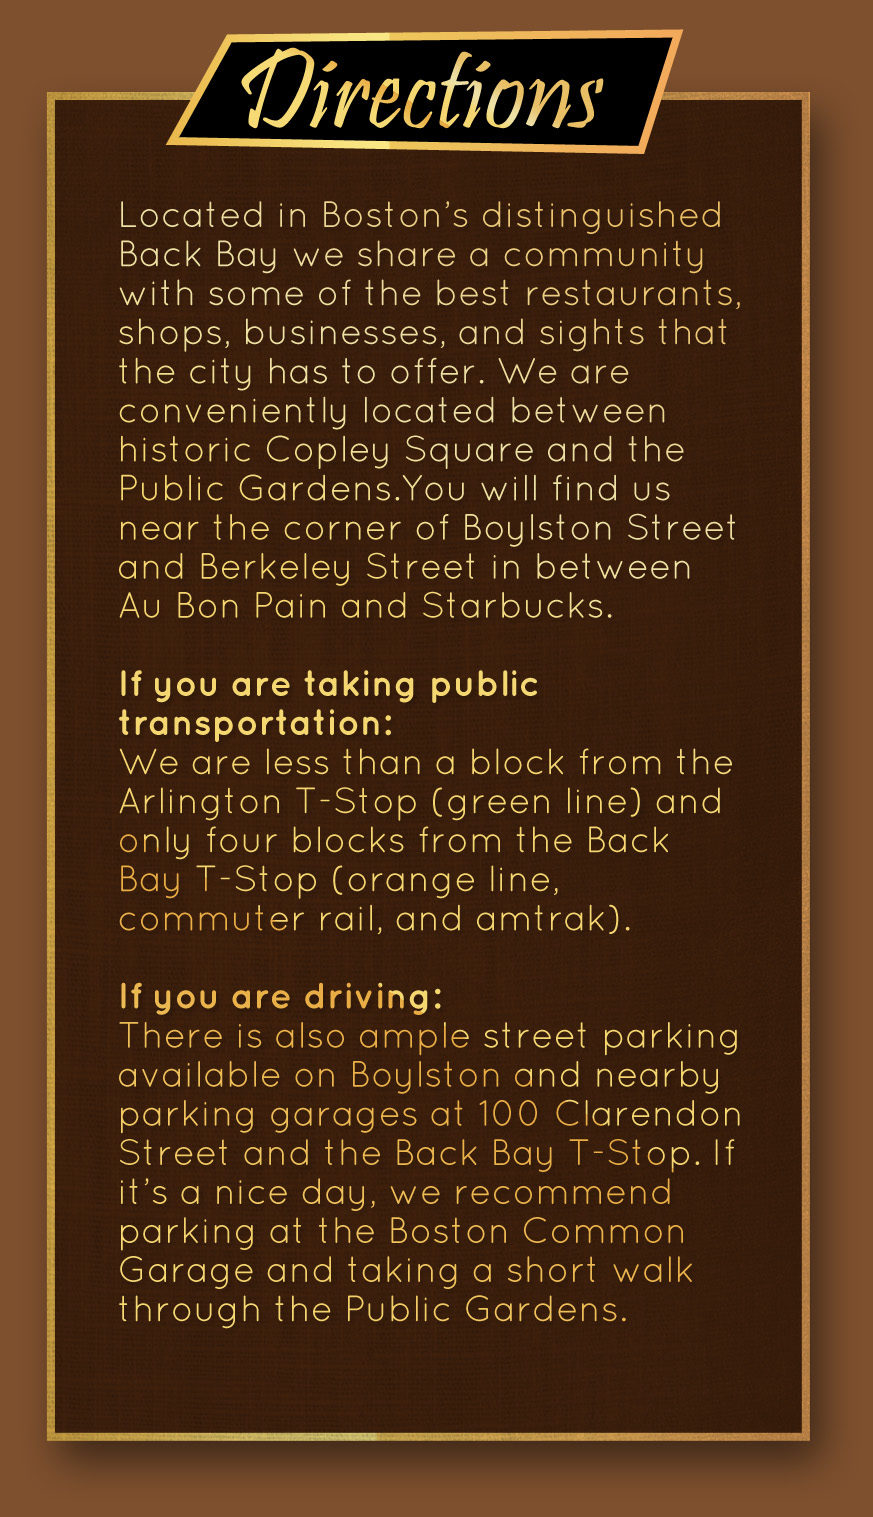 Directions
Located in Boston's distinguished
Back Bay we share a community
with some of the best restaurants,
shops, businesses, and sights that
the city has to offer. We are
conveniently located between
historic Copley Square and the
Public Gardens.You will find us
near the corner of Boylston Street
and Berkeley Street in between
Au Bon Pain and Starbucks.
If you are taking public
transportation:
We are less than a block from the
Arlington T-Stop (green line) and
only four blocks from the Back
Bay T-Stop (orange line,
commuter rail, and amtrak).
If you are driving:
There is also ample street parking
available on Boylston and nearby
parking garages at 100 Clarendon
Street and the Back Bay T-Stop. If
it's a nice day, we recommend
parking at the Boston Common
Garage and taking a short walk
through the Public Gardens.